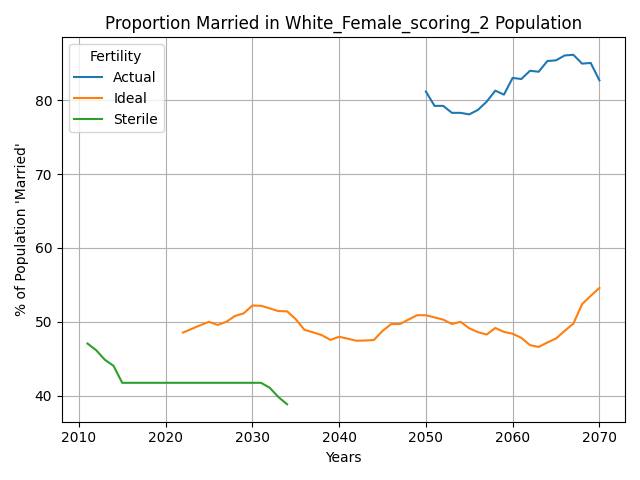 Proportion Married in White_Female_scoring_2 Population
Fertility
Actual
Ideal
Sterile
% of Population 'Married'
80
70
60
50
40
2010 2020 2030 2040 2050 2060 2070
Years